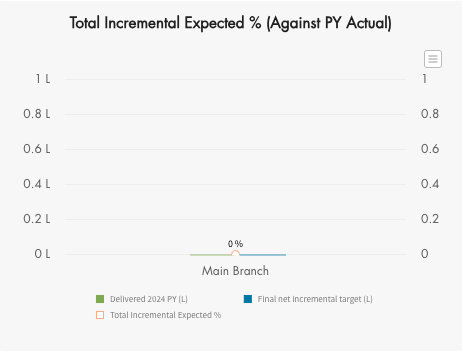 Total Incremental Expected % (Against PY Actual)
1 L 1
0.8 L 0.8
0.6 L 0.6
0.4 L 0.4
0.2 L 0.2
0 %
0 L 0
Main Branch
Delivered 2024 PY (L) Final net incremental target (L)
Total Incremental Expected %